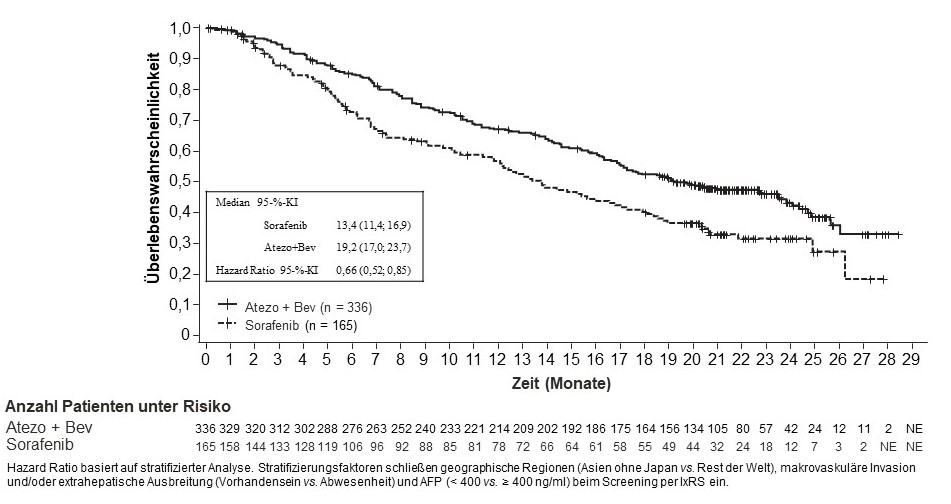 1,0
0,9
0,8
0,7
0,6
0,5
0,4
0,3
0,2
0,1
0
Überlebenswahrscheinlichkeit
Median 95-%-KI
Sorafenib 13,4 (11,4; 16,9)
Atezo+Bev 19,2 (17,0; 23,7)
Hazard Ratio 95-%-KI 0,66 (0,52; 0,85)
Atezo + Bev (n = 336)
Sorafenib (n = 165)
0 1 2 3 4 5 6 7 8 9 10 11 12 13 14 15 16 17 18 19 20 21 22 23 24 25 26 27 28 29
Zeit (Monate)
Anzahl Patienten unter Risiko
Atezo + Bev 336 329 320 312 302 288 276 263 252 240 233 221 214 209 202 192 186 175 164 156 134 105 80 57 42 24 12 11 2 NE
Sorafenib 165 158 144 133 128 119 106 96 92 88 85 81 78 72 66 64 61 58 55 49 44 32 24 18 12 7 3 2 NE NE
Hazard Ratio basiert auf stratifizierter Analyse. Stratifizierungsfaktoren schließen geographische Regionen (Asien ohne Japan vs. Rest der Welt), makrovaskuläre Invasion
und/oder extrahepatische Ausbreitung (Vorhandensein vs. Abwesenheit) und AFP (< 400 vs. ≥ 400 ng/ml) beim Screening per IxRS ein.